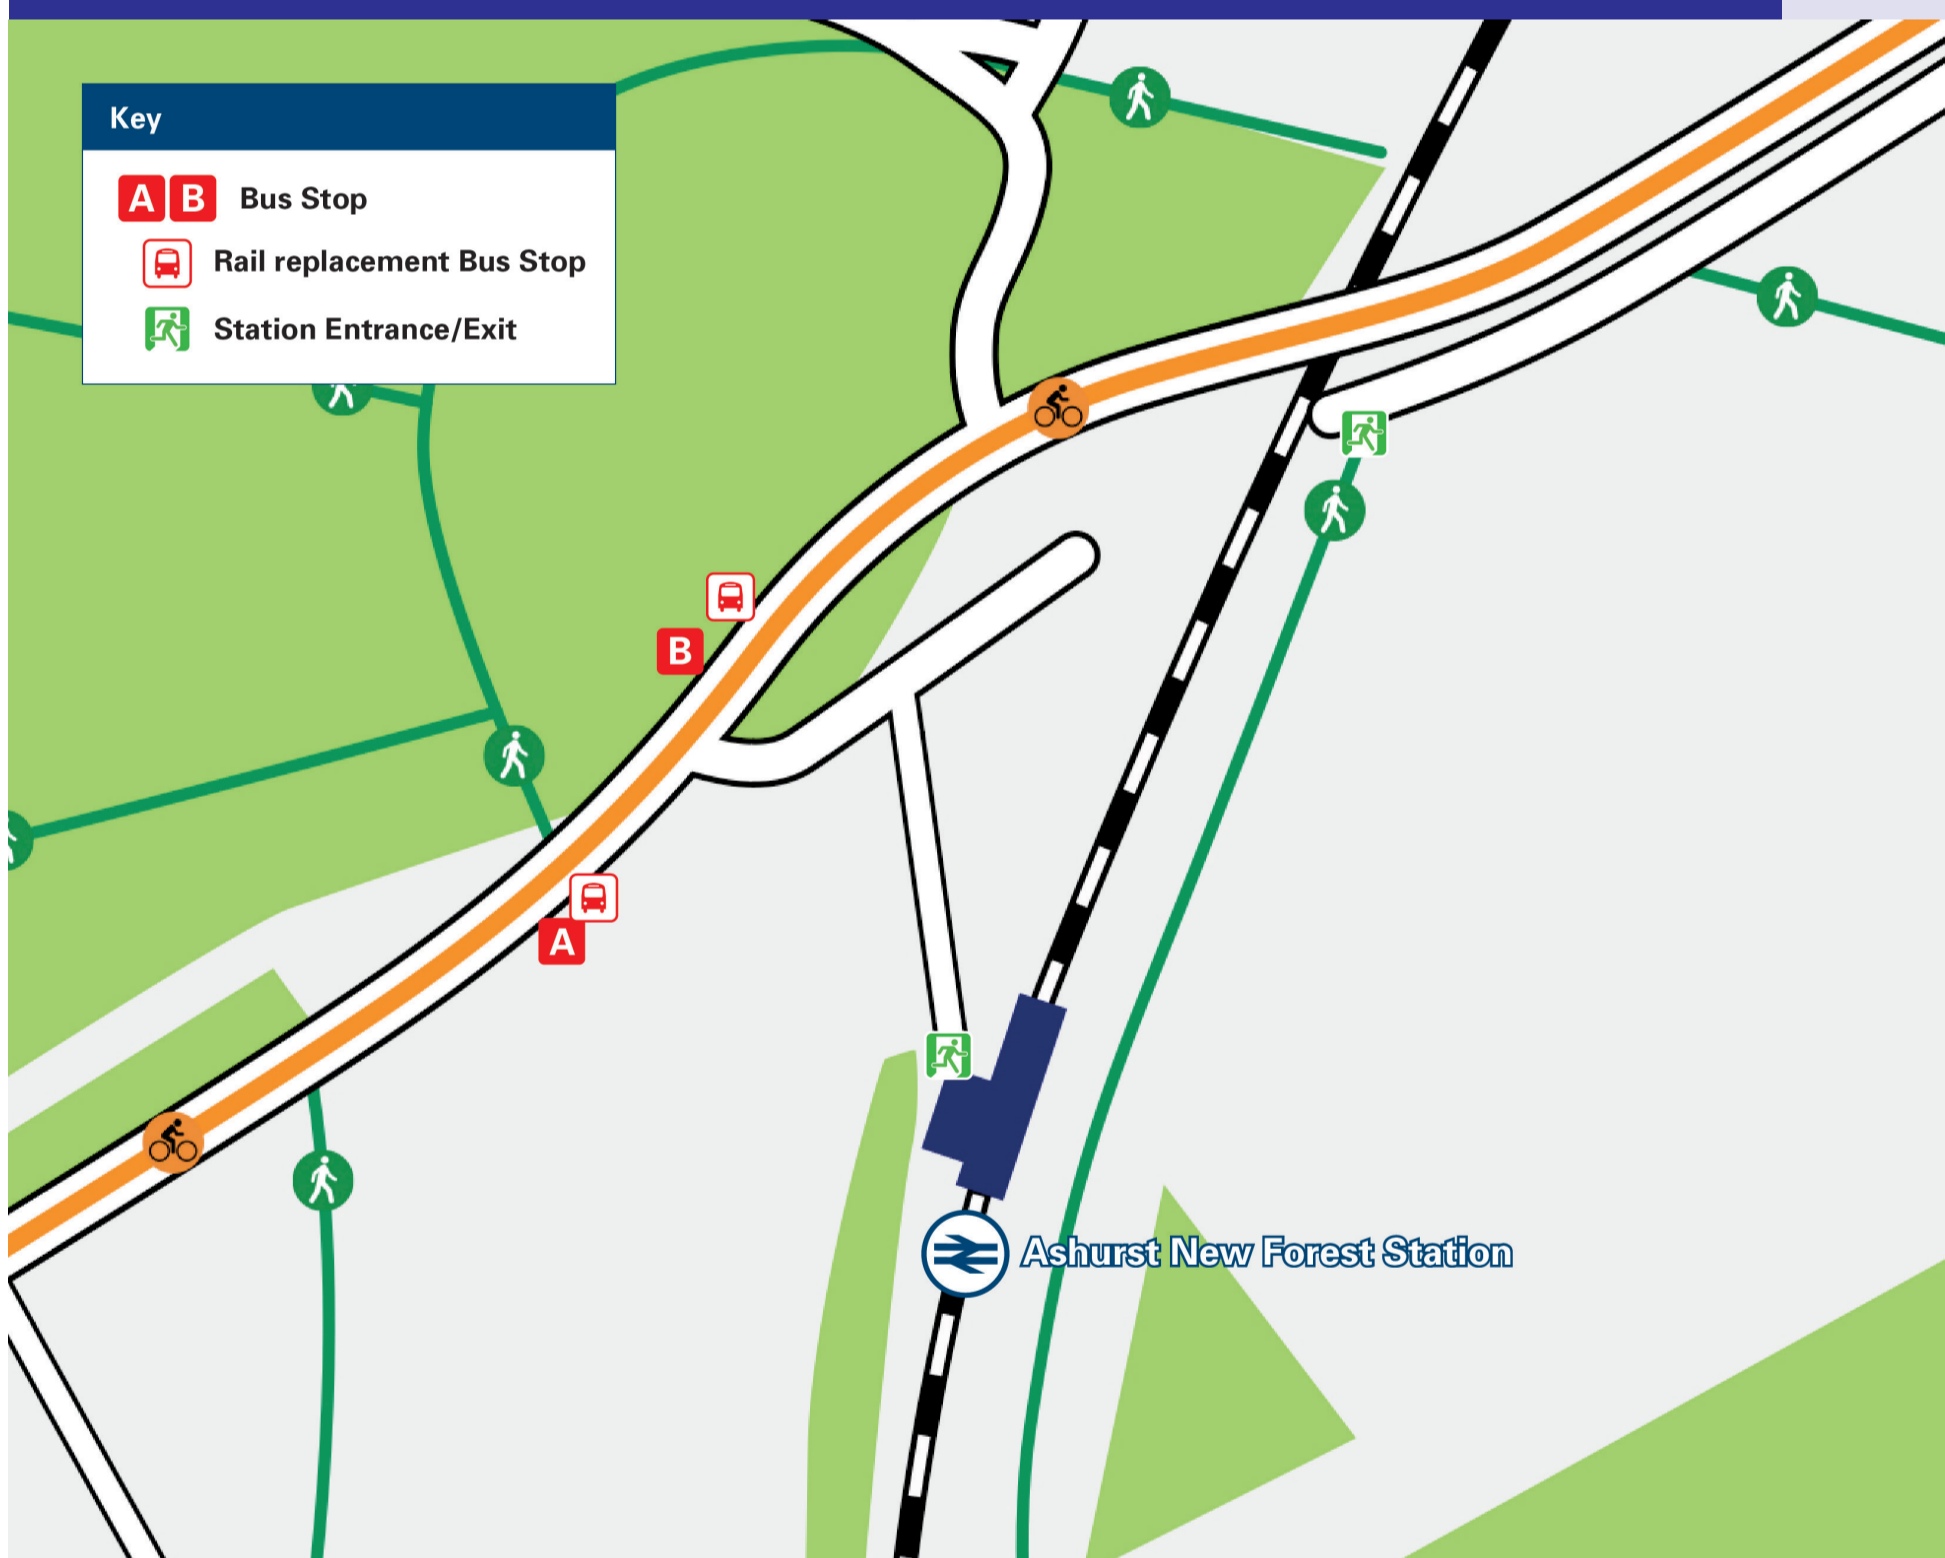 Key
A B Bus Stop
Rail replacement Bus Stop
Station Entrance/Exit
B
A
Ashurst New Forest Station